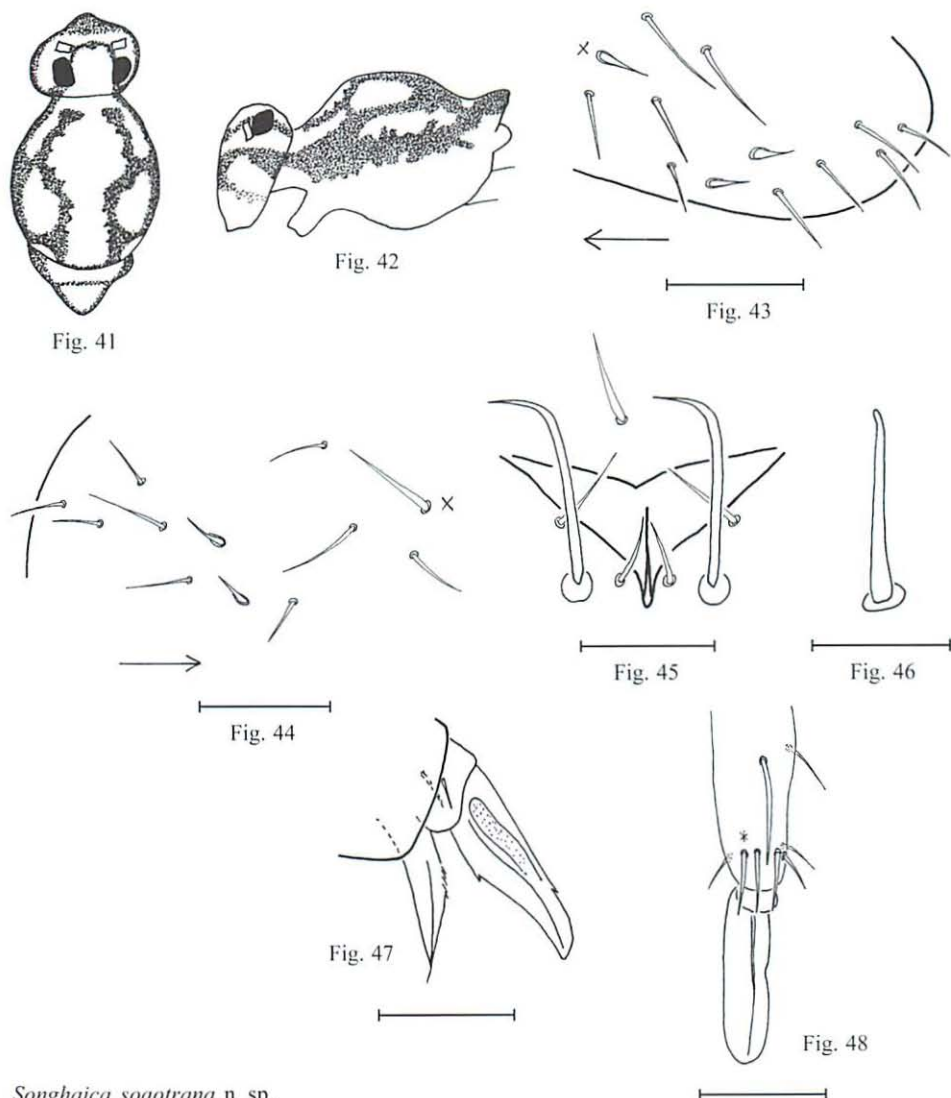 x
Fig. 41
Fig. 42
Fig. 43
x
Fig. 44
Fig. 45
Fig. 46
Fig. 47
*
Fig. 48
Songhaica soqotrana n. sp.